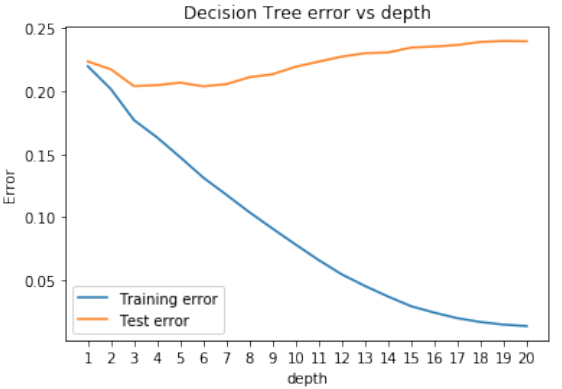 Decision Tree error vs depth
0.25
0.20
0.15
0.10
0.05
Error
Training error
Test error
1 2 3 4 5 6 7 8 9 10 11 12 13 14 15 16 17 18 19 20
depth